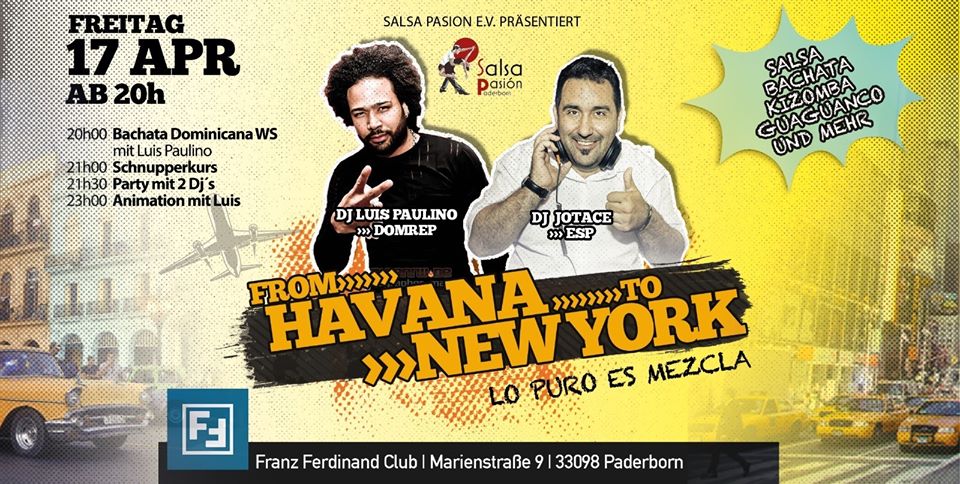 FREITAG
17 APR
AB 20h
20h00 Bachata Dominicana WS
mit Luis Paulino
21h00 Schnupperkurs
21h30 Party mit 2 Dj´s
23h00 Animation mit Luis
SALSA PASION E.V. PRÄSENTIERT
Salsa
Pasión
Paderborn
SALSA
BACHATA
KIZOMBA
GUAGUANCO
UND MEHR
DJ LUIS PAULINO
>>> DOMREP
DJ JOTACE
>>> ESP
FROM>>>>>>>
HAVANA >>>>>>>>TO
>>>NEW YORK
LO PURO ES MEZCLA
FF
Franz Ferdinand Club | Marienstraße 9 | 33098 Paderborn